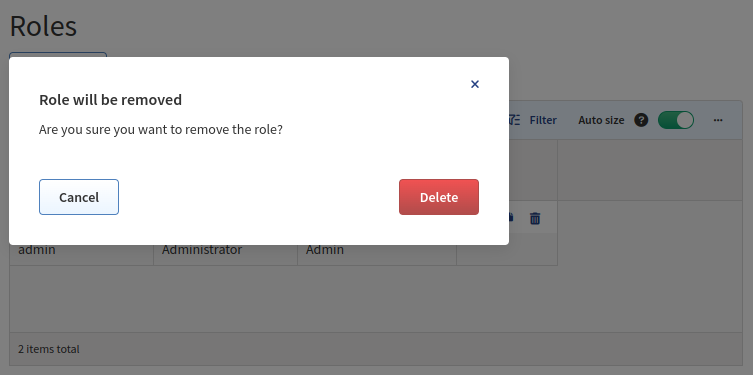 Roles
Role will be removed
Are you sure you want to remove the role?
Cancel
Delete
Filter
Auto size
admin
Administrator
Admin
2 items total